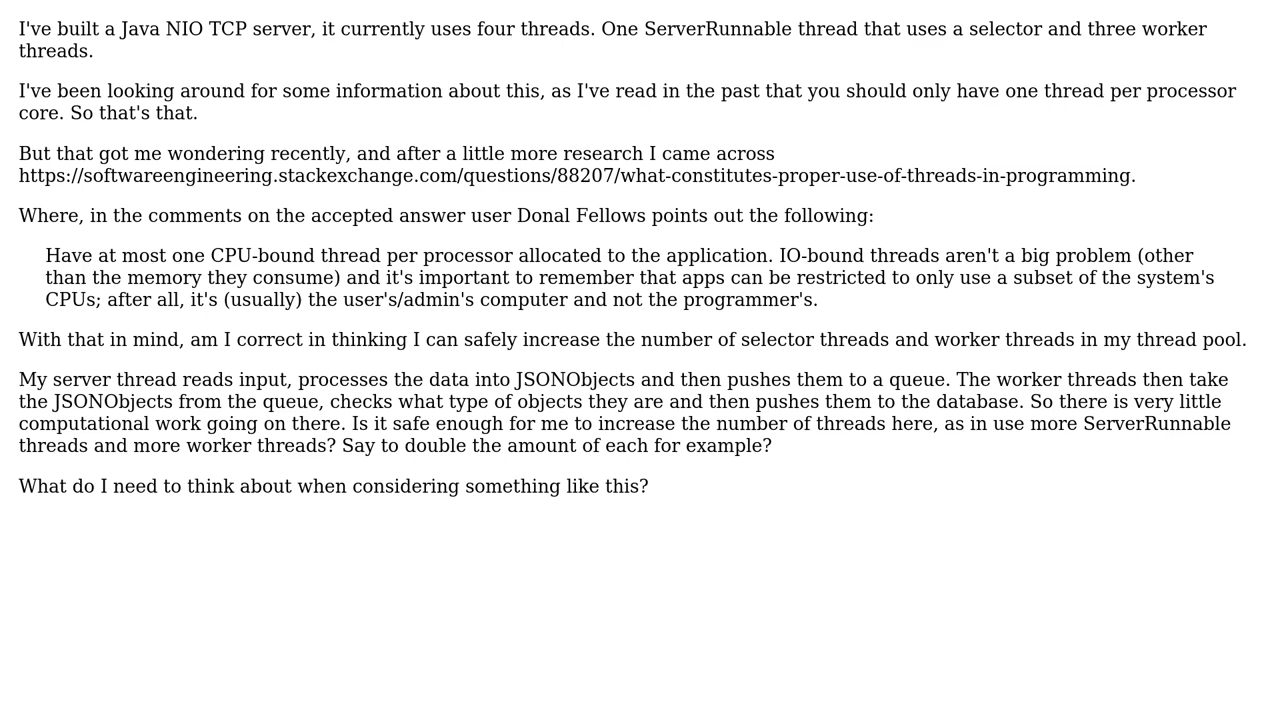 I've built a Java NIO TCP server, it currently uses four threads. One ServerRunnable thread that uses a selector and three worker
threads.
I've been looking around for some information about this, as I've read in the past that you should only have one thread per processor
core. So that's that.
But that got me wondering recently, and after a little more research I came across
https://softwareengineering.stackexchange.com/questions/88207/what-constitutes-proper-use-of-threads-in-programming.
Where, in the comments on the accepted answer user Donal Fellows points out the following:
Have at most one CPU-bound thread per processor allocated to the application. IO-bound threads aren't a big problem (other
than the memory they consume) and it's important to remember that apps can be restricted to only use a subset of the system's
CPUs; after all, it's (usually) the user's/admin's computer and not the programmer's.
With that in mind, am I correct in thinking I can safely increase the number of selector threads and worker threads in my thread pool.
My server thread reads input, processes the data into JSONObjects and then pushes them to a queue. The worker threads then take
the JSONObjects from the queue, checks what type of objects they are and then pushes them to the database. So there is very little
computational work going on there. Is it safe enough for me to increase the number of threads here, as in use more ServerRunnable
threads and more worker threads? Say to double the amount of each for example?
What do I need to think about when considering something like this?